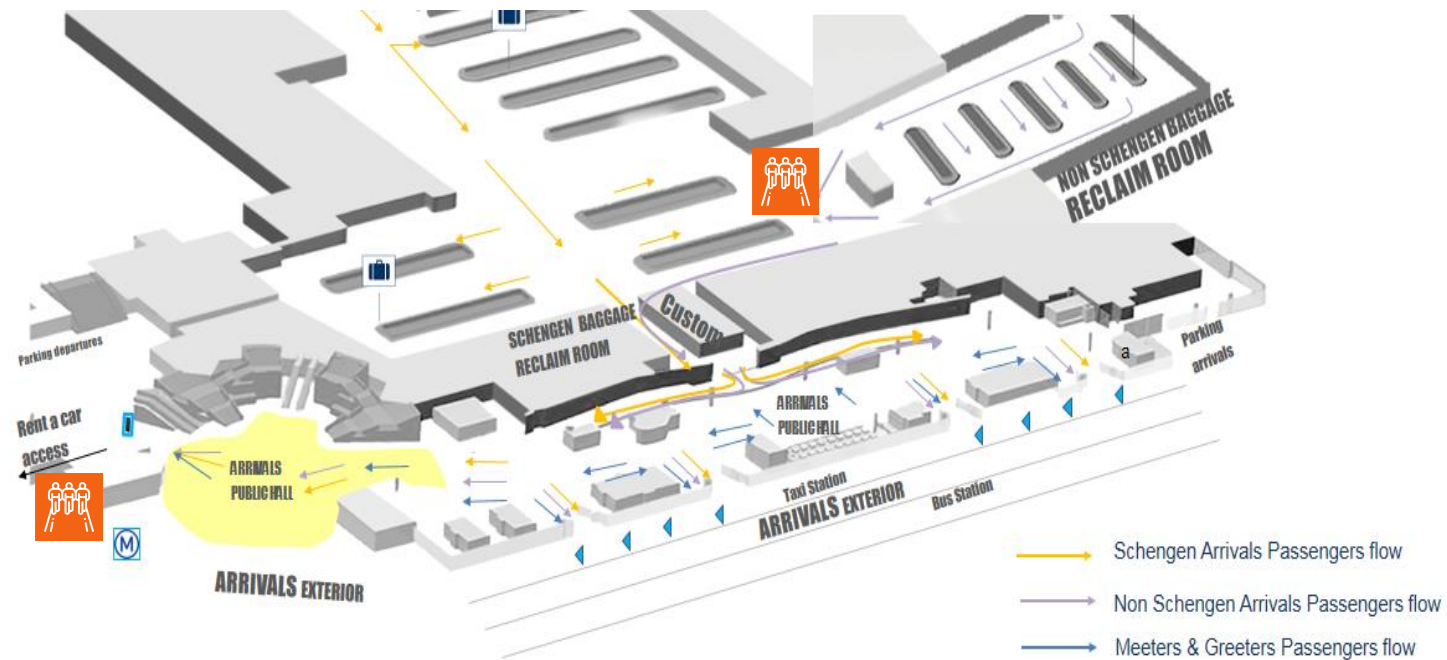 NON SCHENGEN BAGGAGE
RECLAIM ROOM
SCHENGEN BAGGAGE
RECLAIM ROOM
Custom
Parking departures
a
Parking
arrivals
Rent a car
access
ARRIVALS
PUBLIC HALL
ARRIVALS
PUBLIC HALL
Taxi Station
ARRIVALS EXTERIOR
Bus Station
M
ARRIVALS EXTERIOR
Schengen Arrivals Passengers flow
Non Schengen Arrivals Passengers flow
Meeters & Greeters Passengers flow